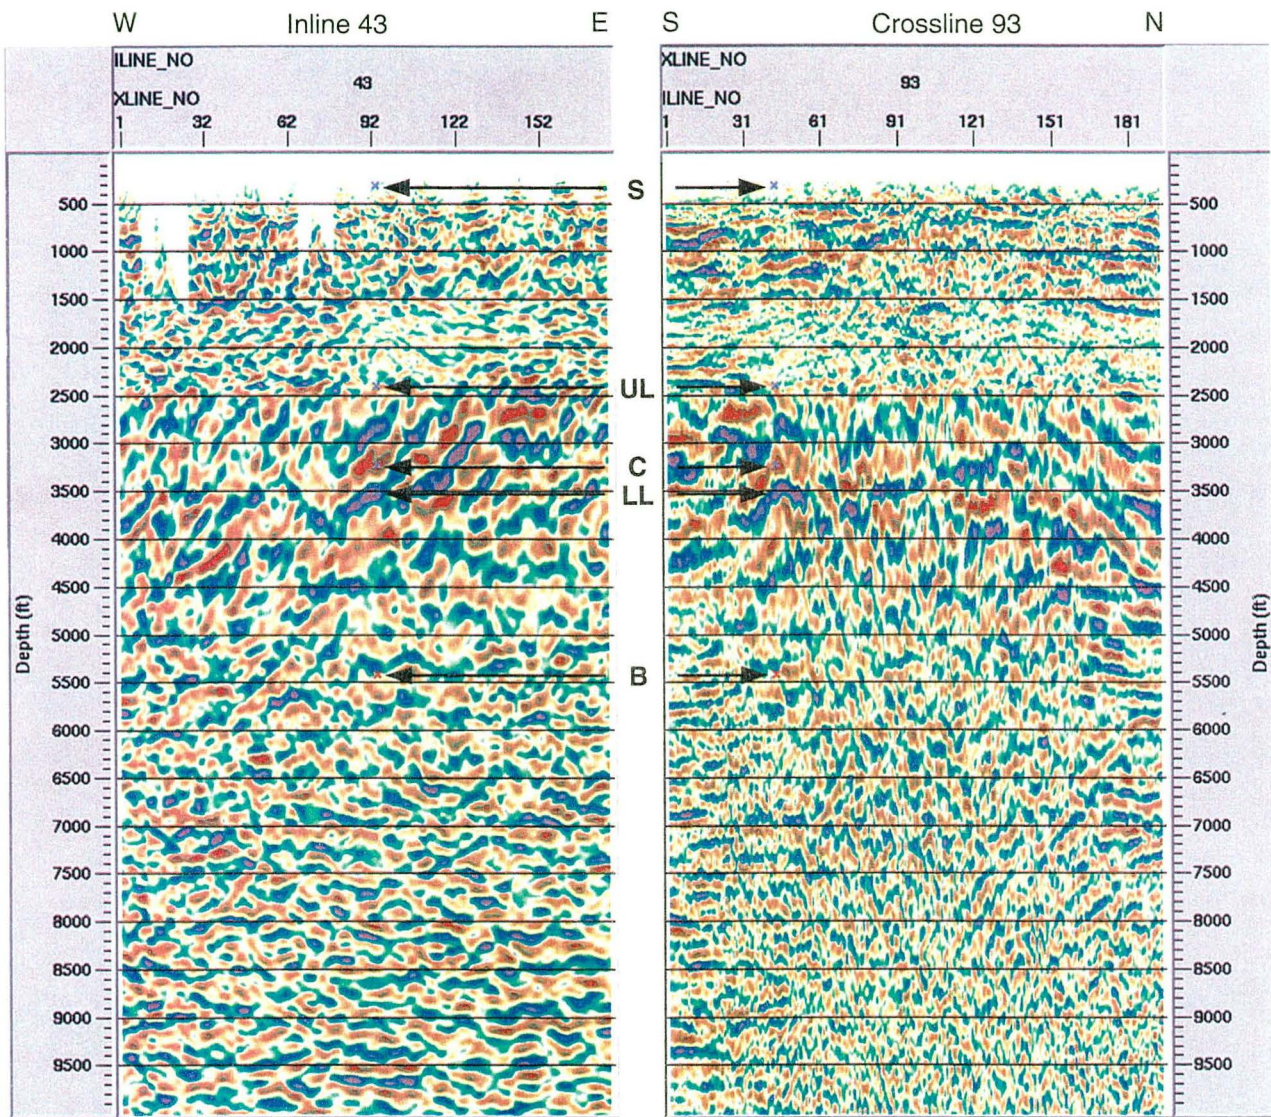 W Inline 43 E S Crossline 93 N
ILINE_NO XLINE_NO
43 93
XLINE_NO ILINE_NO
1 32 62 92 122 152 1 31 61 91 121 151 181
S
500 500
1000 1000
1500 1500
2000 2000
UL
2500 2500
3000 3000
C
3500 LL 3500
4000 4000
4500 4500
5000 5000
Depth (ft) Depth (ft)
B
5500 5500
6000 6000
6500 6500
7000 7000
7500 7500
8000 8000
8500 8500
9000 9000
9500 9500